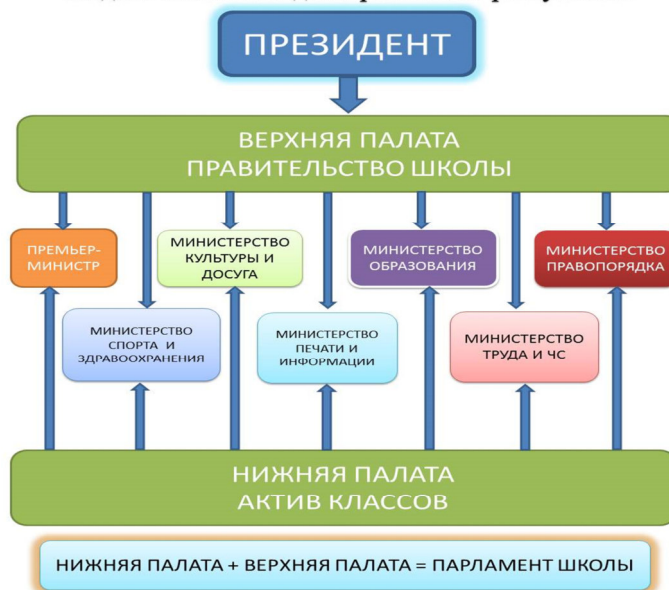 ПРЕЗИДЕНТ
ВЕРХНЯЯ ПАЛАТА
ПРАВИТЕЛЬСТВО ШКОЛЫ
ПРЕМЬЕР-
МИНИСТР
МИНИСТЕРСТВО
КУЛЬТУРЫ И
ДОСУГА
МИНИСТЕРСТВО
ОБРАЗОВАНИЯ
МИНИСТЕРСТВО
ПРАВОПОРЯДКА
МИНИСТЕРСТВО
СПОРТА И
ЗДРАВООХРАНЕНИЯ
МИНИСТЕРСТВО
ПЕЧАТИ И
ИНФОРМАЦИИ
МИНИСТЕРСТВО
ТРУДА И ЧС
НИЖНЯЯ ПАЛАТА
АКТИВ КЛАССОВ
НИЖНЯЯ ПАЛАТА + ВЕРХНЯЯ ПАЛАТА = ПАРЛАМЕНТ ШКОЛЫ